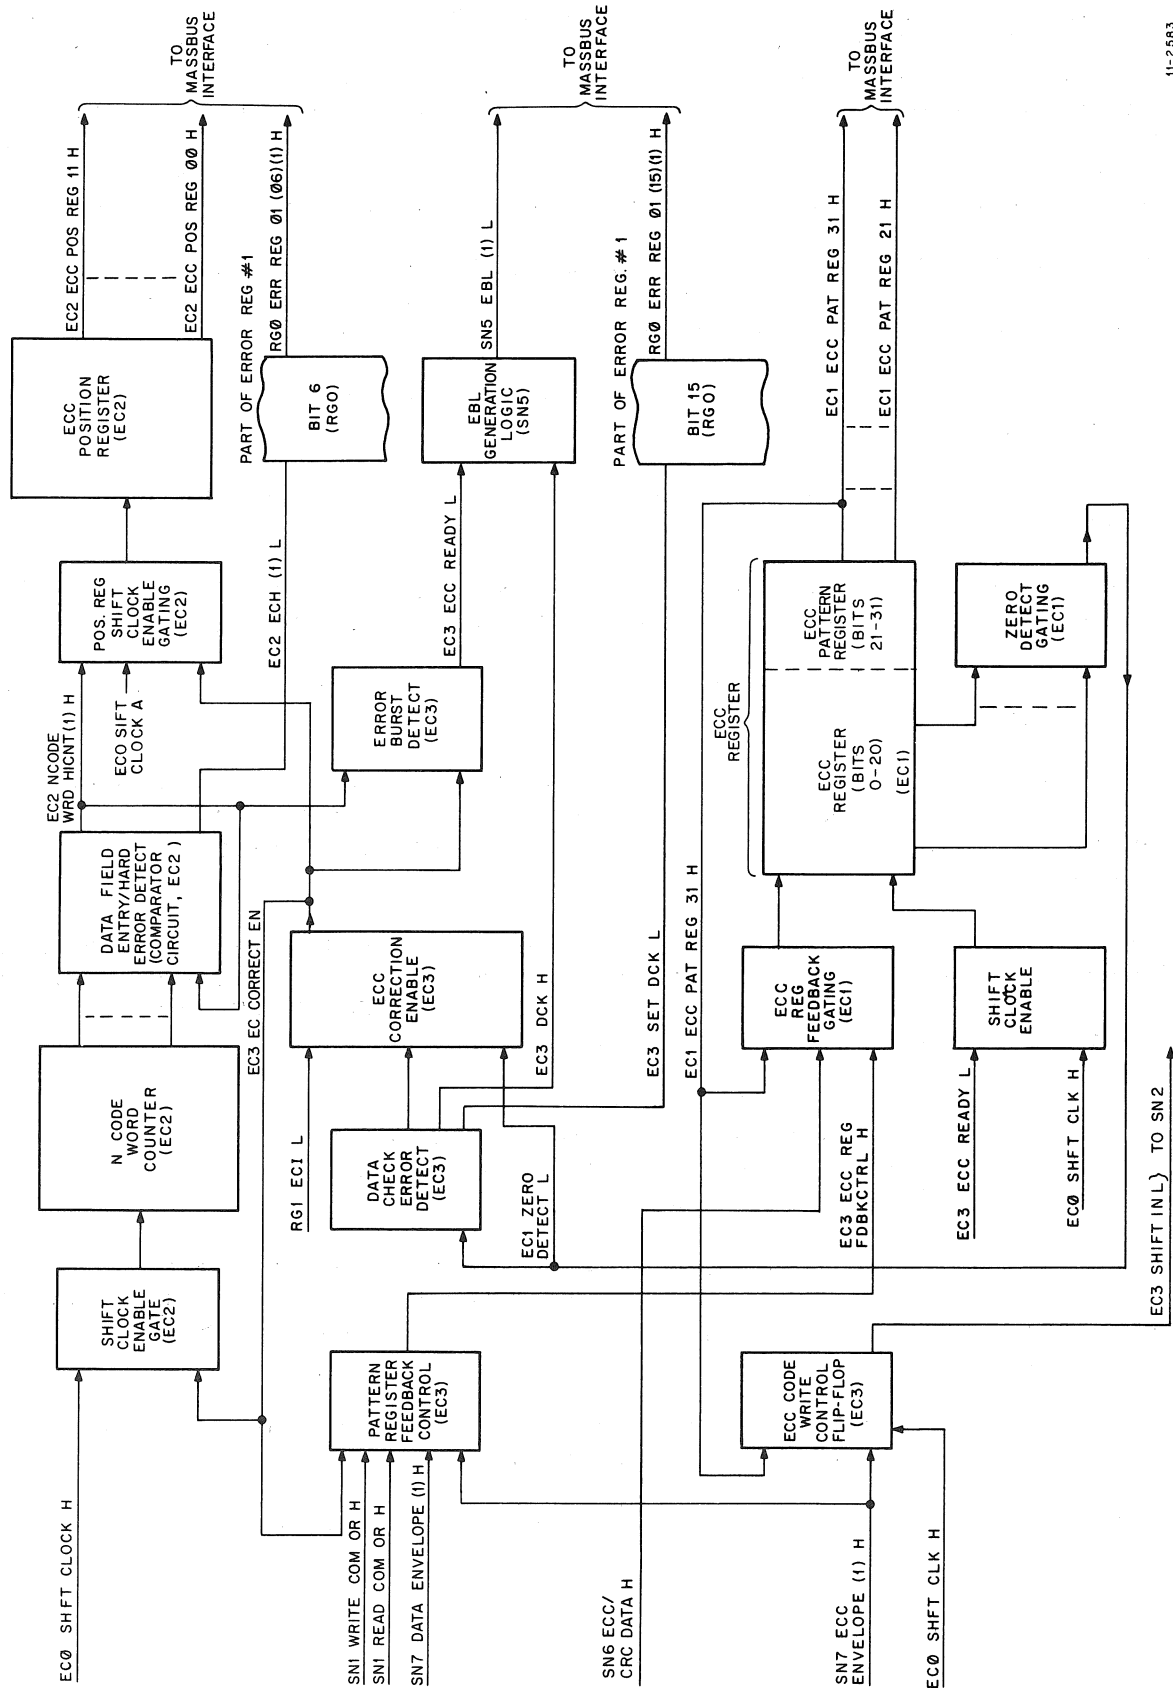 EC0 SHFT CLOCK H
SHIFT
CLOCK
ENABLE
GATE
(EC2)
N CODE
WORD
COUNTER
(EC2)
DATA FIELD
ENTRY/HARD
ERROR DETECT
(COMPARATOR
CIRCUIT, EC2)
EC2 NCODE
WRD HICNT (1) H
ECO SIFT
CLOCK A
POS. REG
SHIFT
CLOCK
ENABLE
GATING
(EC2)
ECC
POSITION
REGISTER
(EC2)
EC2 ECC POS REG 11 H
EC2 ECC POS REG 00 H
TO
MASSBUS
INTERFACE
PART OF ERROR REG #1
BIT 6
(RGO)
RG0 ERR REG 01 (06)(1) H
EC2 ECH (1) L
EC3 EC CORRECT EN
SN1 WRITE COM OR H
SN1 READ COM OR H
SN7 DATA ENVELOPE (1) H
PATTERN
REGISTER
FEEDBACK
CONTROL
(EC3)
RG1 ECI L
DATA
CHECK
ERROR
DETECT
(EC3)
ECC
CORRECTION
ENABLE
(EC3)
ERROR
BURST
DETECT
(EC3)
EC3 ECC READY L
EBL
GENERATION
LOGIC
(SN5)
SN5 EBL (1) L
TO
MASSBUS
INTERFACE
EC1 ZERO
DETECT L
EC3 DCK H
EC3 SET DCK L
PART OF ERROR REG. #1
BIT 15
(RGO)
RG0 ERR REG 01 (15)(1) H
EC1 ECC PAT REG 31 H
SN6 ECC/
CRC DATA H
EC3 ECC REG
FDBKCTRL H
ECC
REG
FEEDBACK
GATING
(EC1)
ECC
REGISTER
ECC
REGISTER
(BITS
0-20)
(EC1)
ECC
PATTERN
REGISTER
(BITS
21-31)
EC1 ECC PAT REG 31 H
EC1 ECC PAT REG 21 H
TO
MASSBUS
INTERFACE
SN7 ECC
ENVELOPE (1) H
EC0 SHFT CLK H
ECC CODE
WRITE
CONTROL
FLIP-FLOP
(EC3)
EC3 ECC READY L
EC0 SHFT CLK H
SHIFT
CLOCK
ENABLE
ZERO
DETECT
GATING
(EC1)
EC3 SHIFT IN L} TO SN2
11-2583